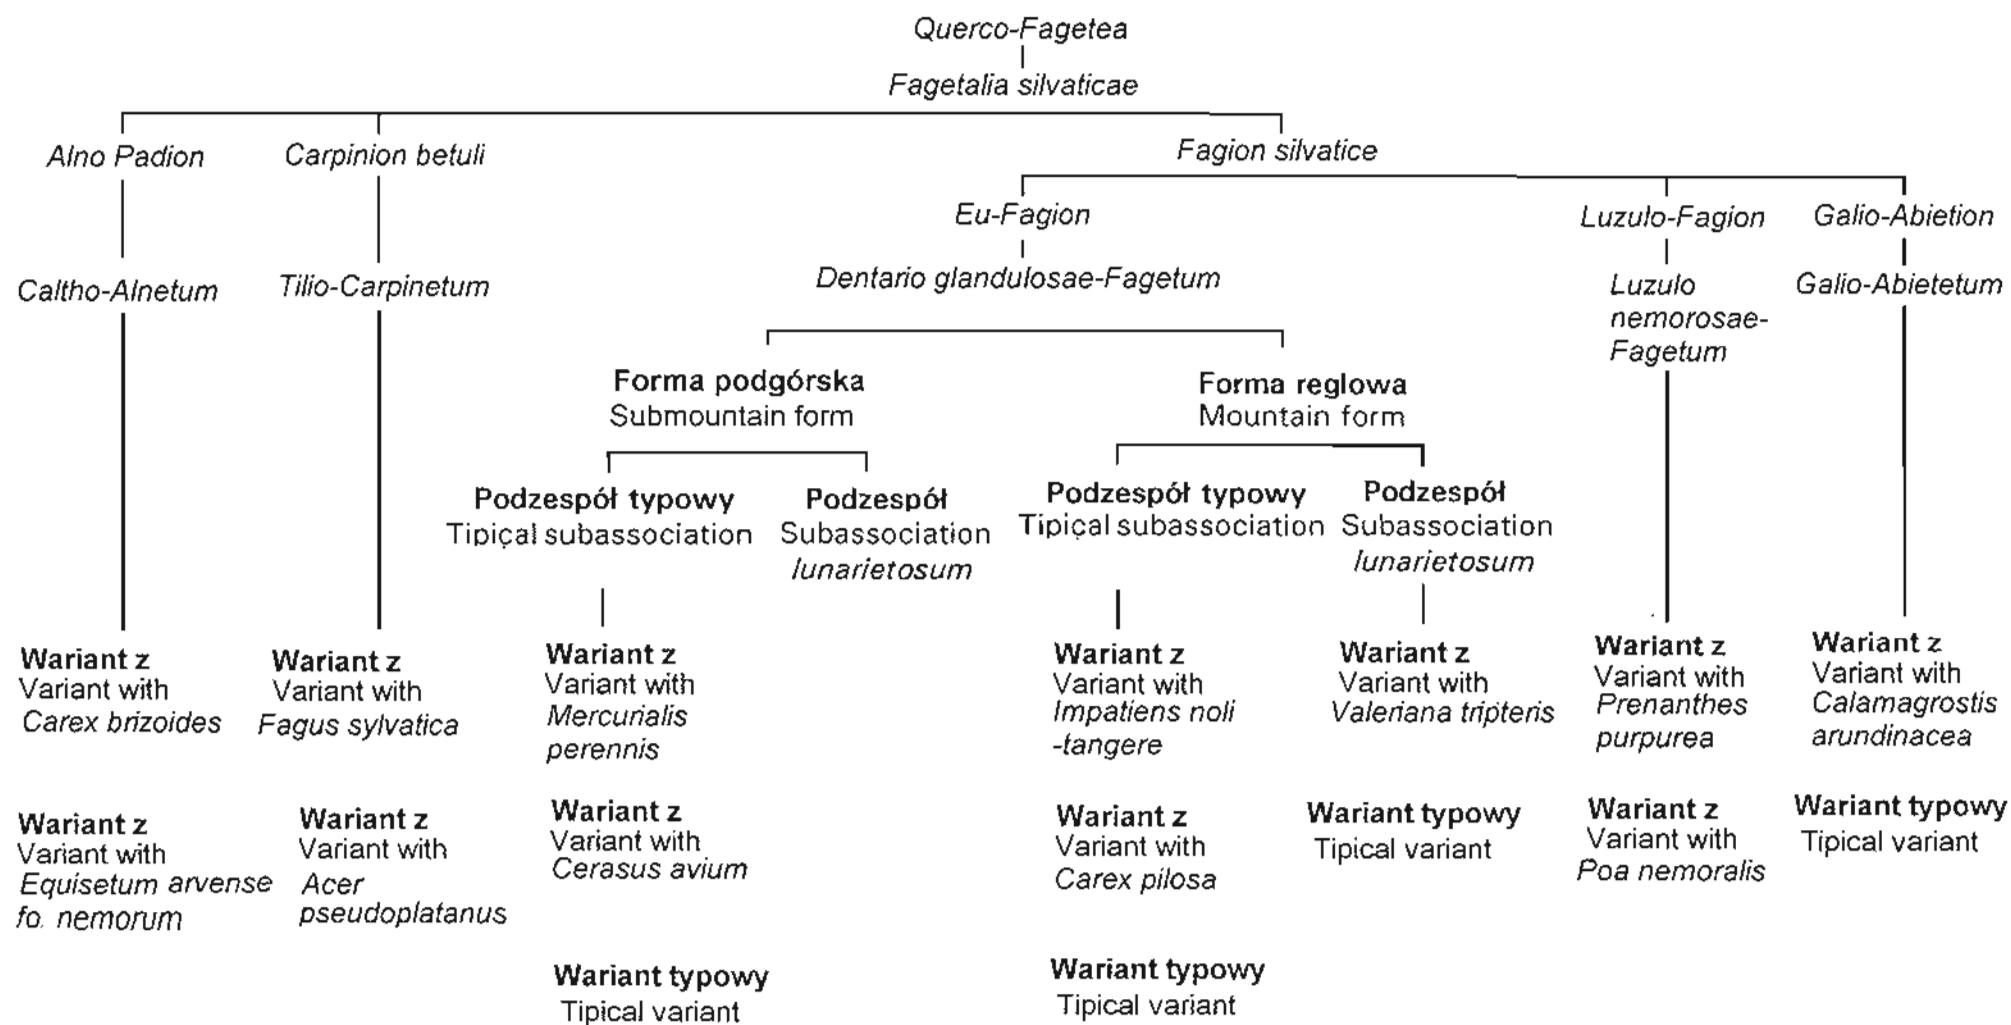 Querco-Fagetea
Fagetalia silvaticae
Alno Padion
Carpinion betuli
Fagion silvatice
Eu-Fagion
Luzulo-Fagion
Galio-Abietion
Caltho-Alnetum
Tilio-Carpinetum
Dentario glandulosae-Fagetum
Luzulo
nemorosae-
Fagetum
Galio-Abietetum
Forma podgórska
Submountain form
Forma reglowa
Mountain form
Podzespół typowy
Tipiçal subassociation
Podzespół
Subassociation
lunarietosum
Podzespół typowy
Tipiçal subassociation
Podzespół
Subassociation
lunarietosum
Wariant z
Variant with
Carex brizoides
Wariant z
Variant with
Fagus sylvatica
Wariant z
Variant with
Mercurialis
perennis
Wariant z
Variant with
Impatiens noli
-tangere
Wariant z
Variant with
Valeriana tripteris
Wariant z
Variant with
Prenanthes
purpurea
Wariant z
Variant with
Calamagrostis
arundinacea
Wariant z
Variant with
Equisetum arvense
fo. nemorum
Wariant z
Variant with
Acer
pseudoplatanus
Wariant z
Variant with
Cerasus avium
Wariant z
Variant with
Carex pilosa
Wariant typowy
Tipical variant
Wariant z
Variant with
Poa nemoralis
Wariant typowy
Tipical variant
Wariant typowy
Tipical variant
Wariant typowy
Tipical variant